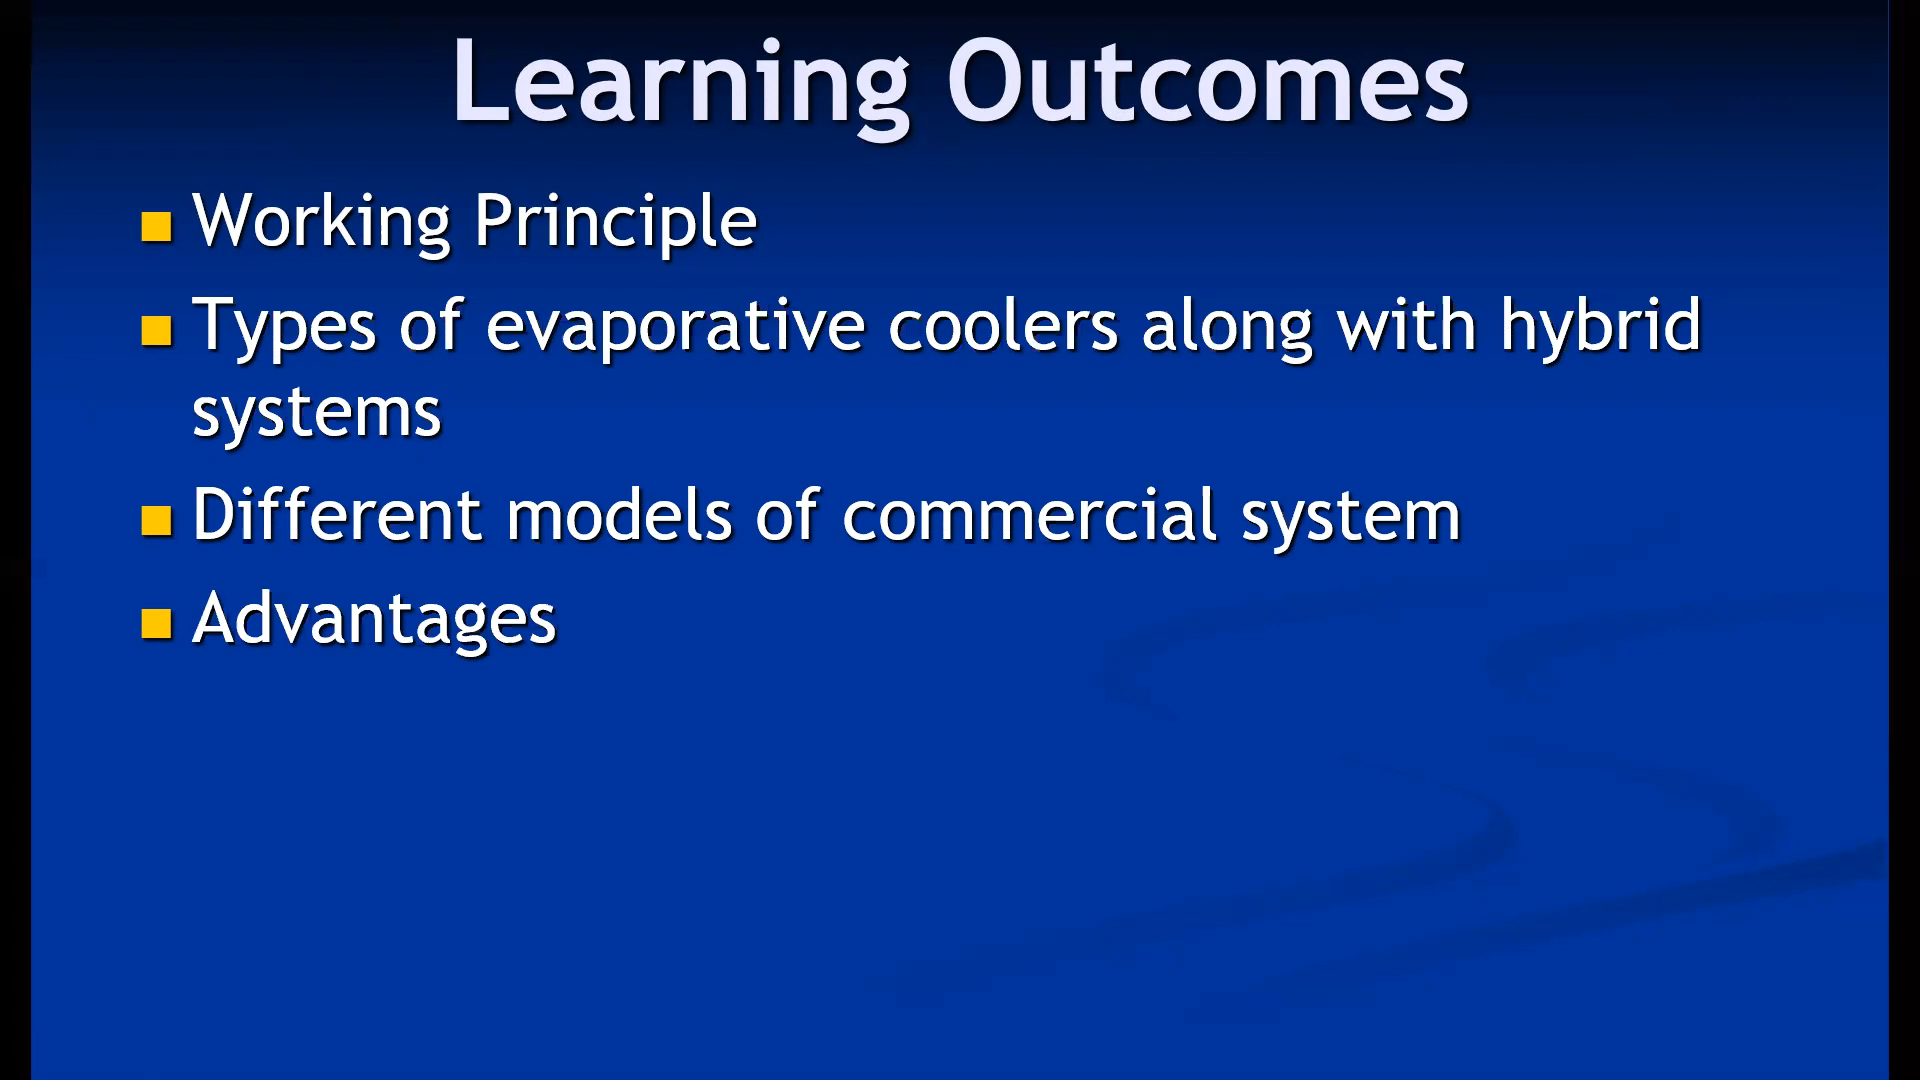 Learning Outcomes
Working Principle
Types of evaporative coolers along with hybrid
systems
Different models of commercial system
Advantages